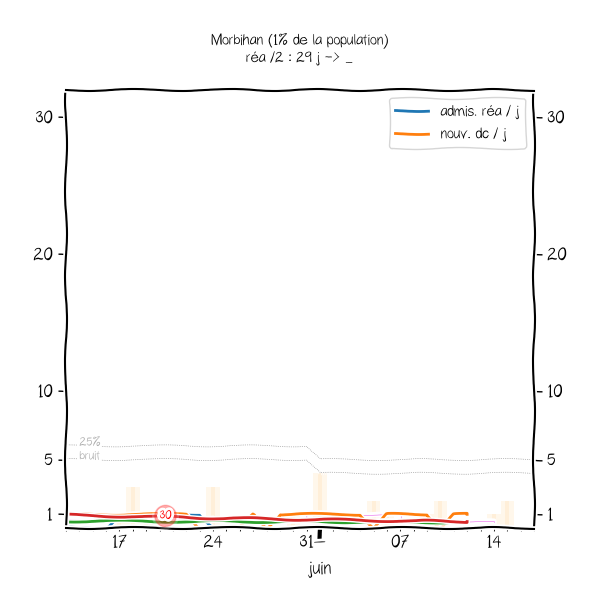 Morbihan (1% de la population)
réa /2 : 29 j -> _
admis. réa / j
nouv. dc / j
30
30
20
20
10
10
25%
bruit
5
5
1
30
1
17
24
31
07
14
juin